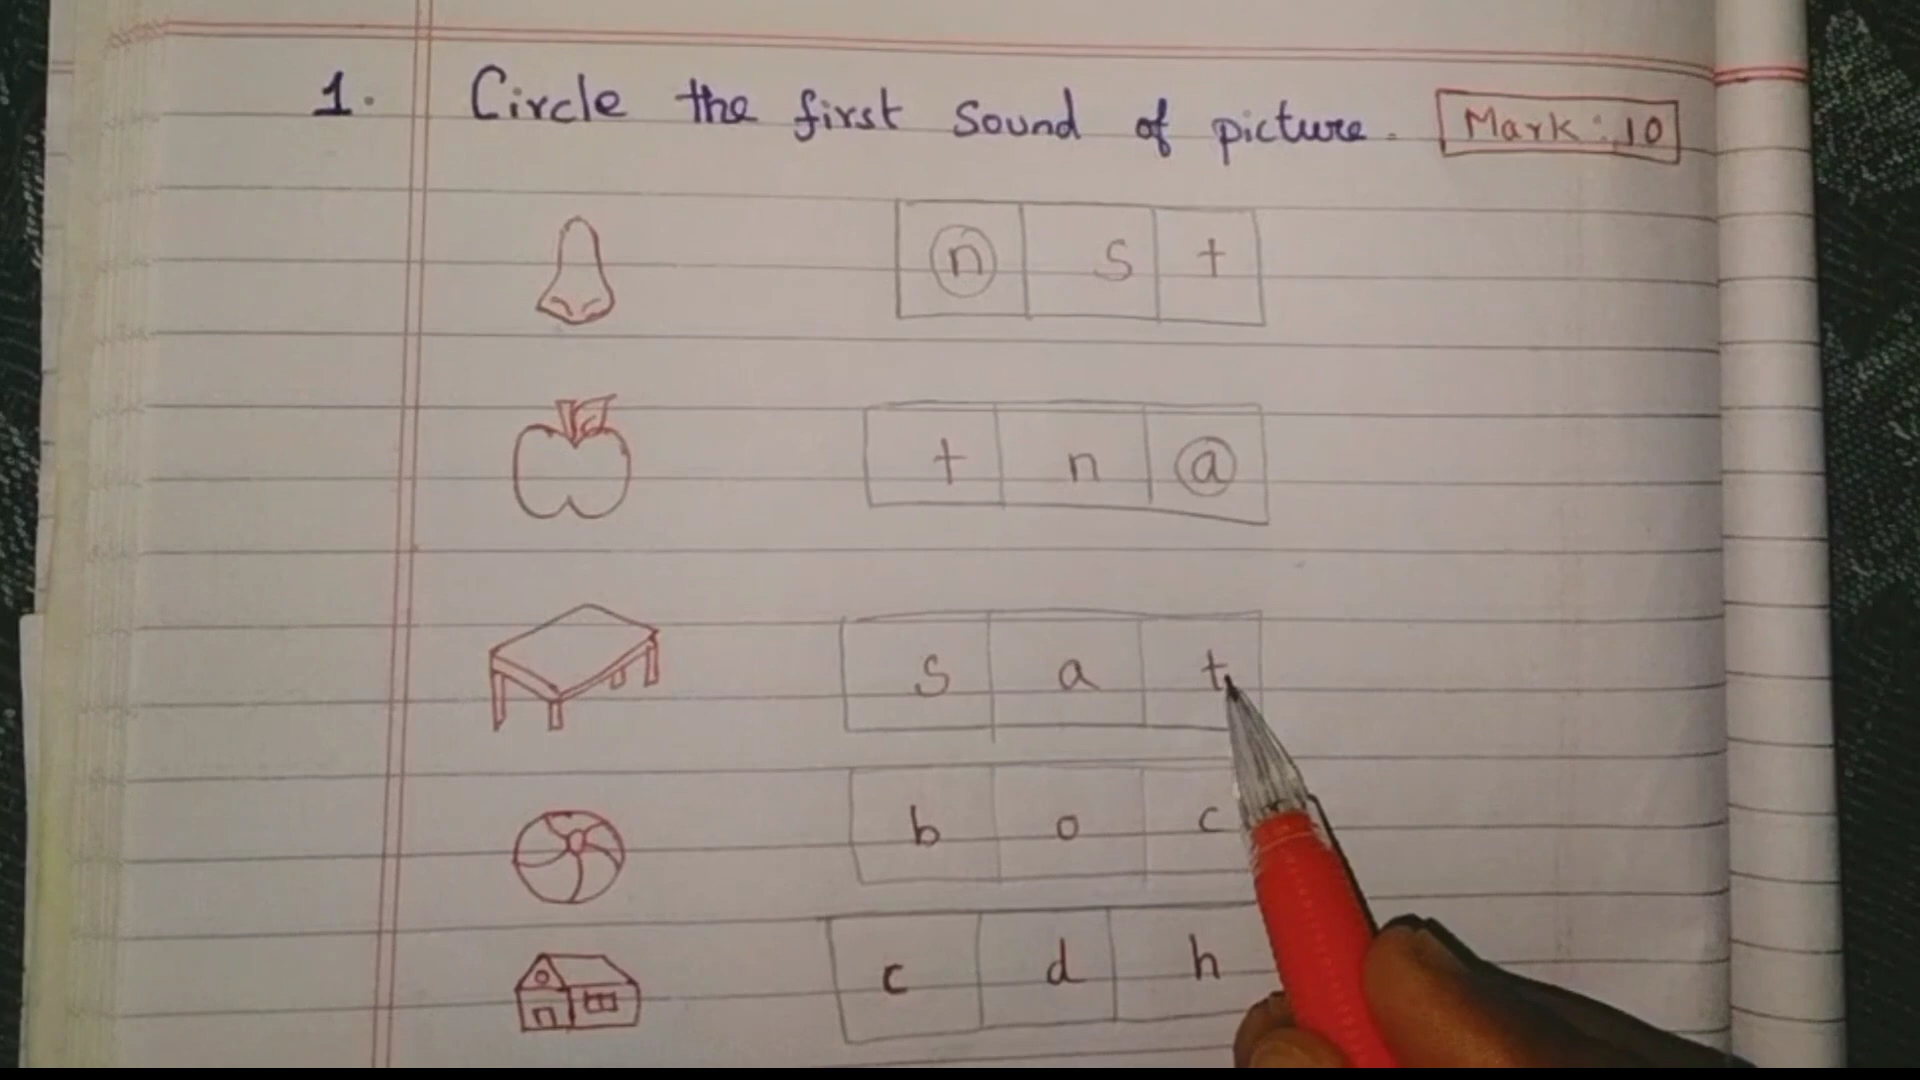 1. Circle the first sound of picture. Mark: 10
n s t
t n a
s a t
b o c
c d h